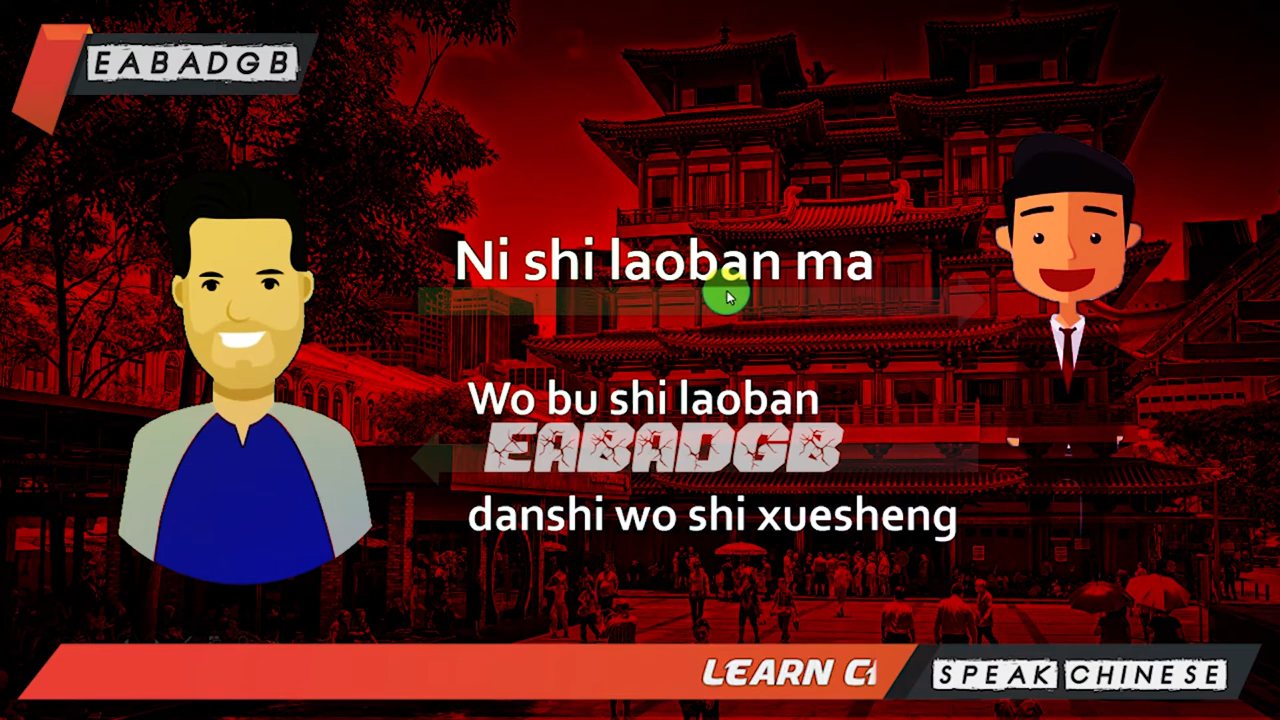 EABADGB
Ni shi laoban ma
Wo bu shi laoban
EABADGB
danshi wo shi xuesheng
LEARN
SPEAK CHINESE